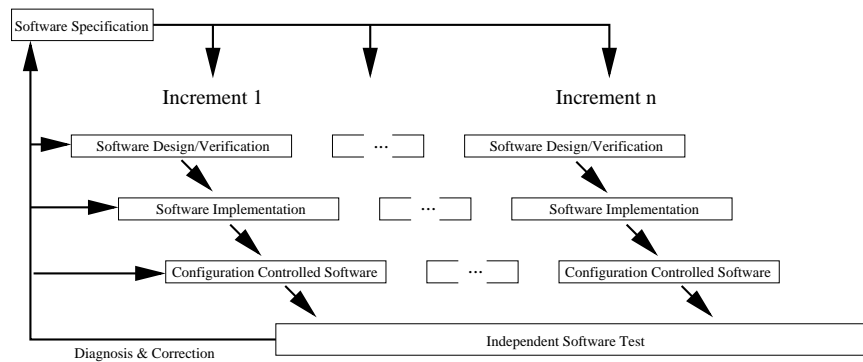 Software Specification
Increment 1
Increment n
Software Design/Verification
...
Software Design/Verification
Software Implementation
...
Software Implementation
Configuration Controlled Software
...
Configuration Controlled Software
Independent Software Test
Diagnosis & Correction